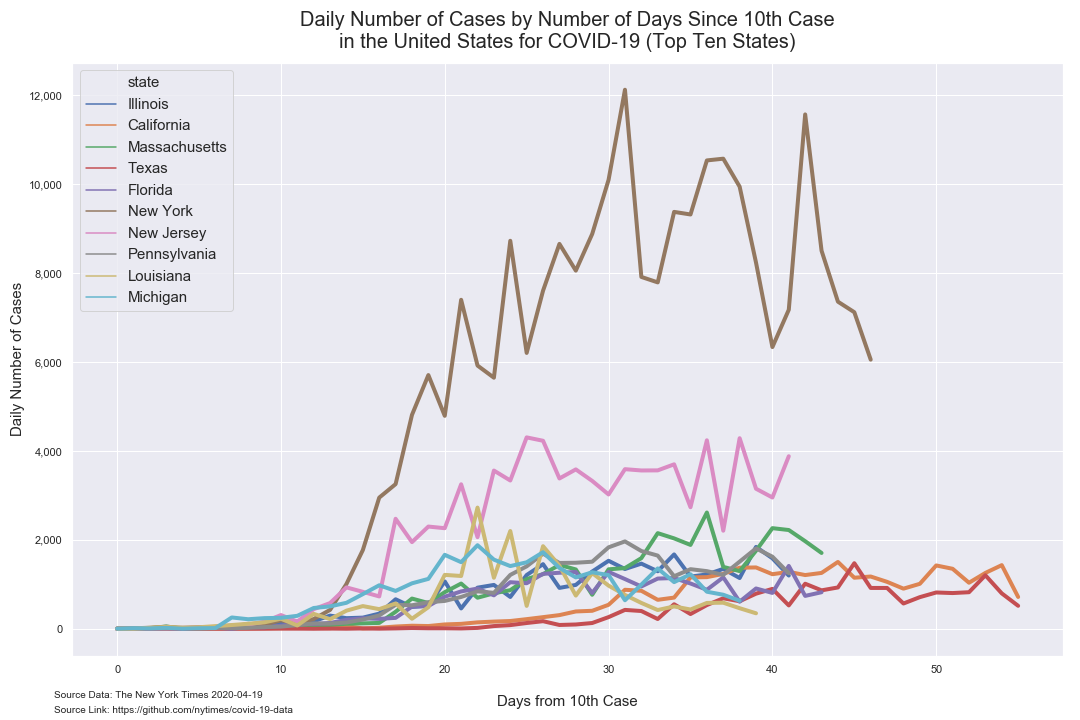 Daily Number of Cases by Number of Days Since 10th Case
in the United States for COVID-19 (Top Ten States)
state
Illinois
California
Massachusetts
Texas
Florida
New York
New Jersey
Pennsylvania
Louisiana
Michigan
Daily Number of Cases
12,000
10,000
8,000
6,000
4,000
2,000
0
0 10 20 30 40 50
Days from 10th Case
Source Data: The New York Times 2020-04-19
Source Link: https://github.com/nytimes/covid-19-data